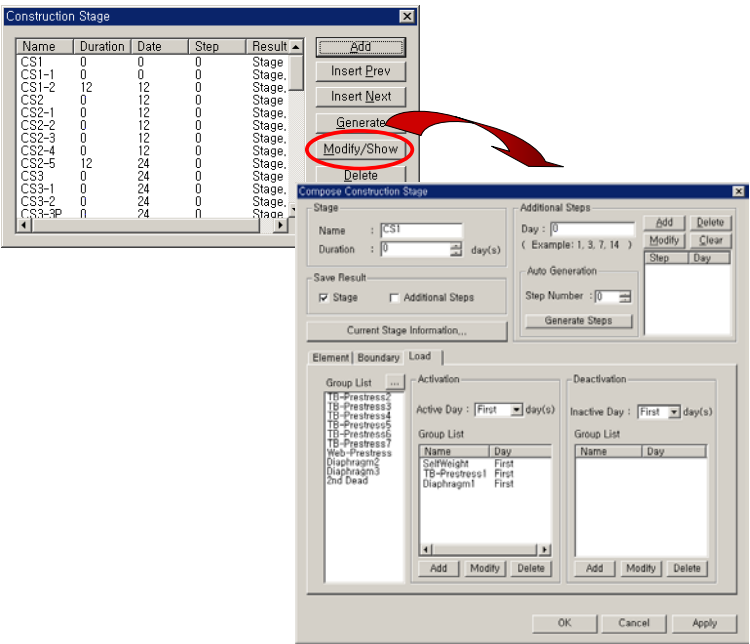 Construction Stage
Name Duration Date Step Result
CS1 0 0 0 Stage
CS1-1 0 0 0 Stage,
CS1-2 12 12 0 Stage,
CS2 0 12 0 Stage,
CS2-1 0 12 0 Stage,
CS2-2 0 12 0 Stage,
CS2-3 0 12 0 Stage,
CS2-4 0 12 0 Stage,
CS2-5 12 24 0 Stage,
CS3 0 24 0 Stage,
CS3-1 0 24 0 Stage,
CS3-2 0 24 0 Stage,
CS3-3P 0 24 0 Stage
Add
Insert Prev
Insert Next
Generate
Modify/Show
Delete
Compose Construction Stage
Stage
Name : CS1
Duration : 0 day(s)
Save Result
Stage Additional Steps
Current Stage Information...
Additional Steps
Day : 0
( Example: 1, 3, 7, 14 )
Auto Generation
Step Number : 0
Generate Steps
Add Delete
Modify Clear
Step Day
Element Boundary Load
Group List ...
TB-Prestress2
TB-Prestress3
TB-Prestress4
TB-Prestress5
TB-Prestress6
TB-Prestress7
Web-Prestress
Diaphragm2
Diaphragm3
2nd Dead
Activation
Active Day : First day(s)
Group List
Name Day
SelfWeight First
TB-Prestress1 First
Diaphragm1 First
Add Modify Delete
Deactivation
Inactive Day : First day(s)
Group List
Name Day
Add Modify Delete
OK Cancel Apply